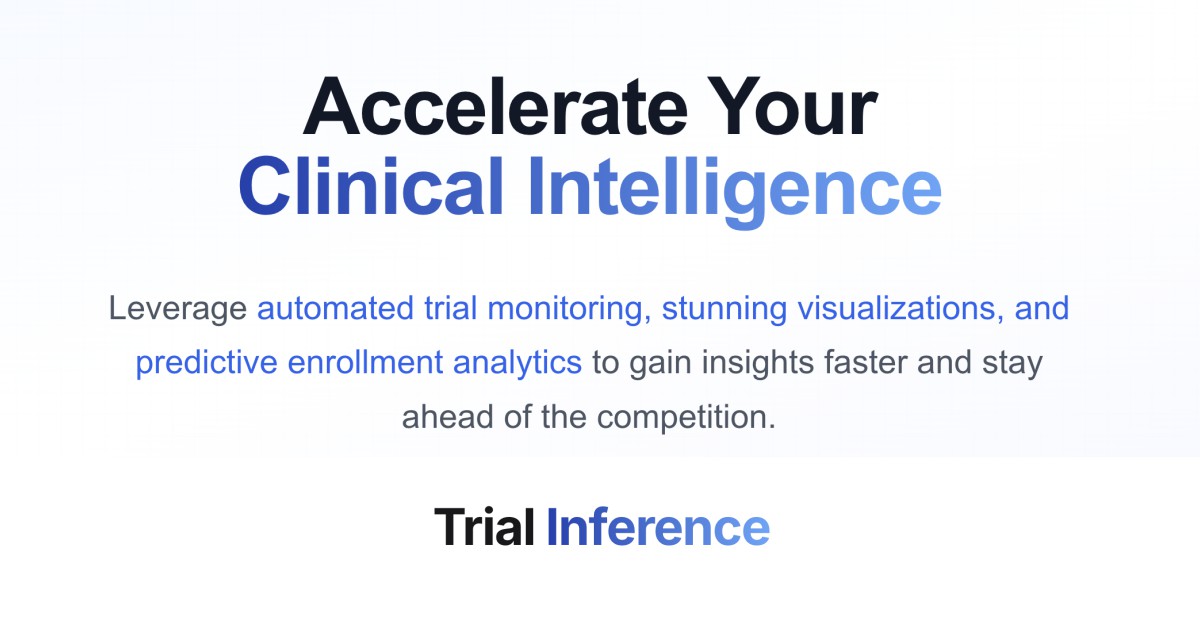 Accelerate Your
Clinical Intelligence
Leverage automated trial monitoring, stunning visualizations, and
predictive enrollment analytics to gain insights faster and stay
ahead of the competition.
Trial Inference